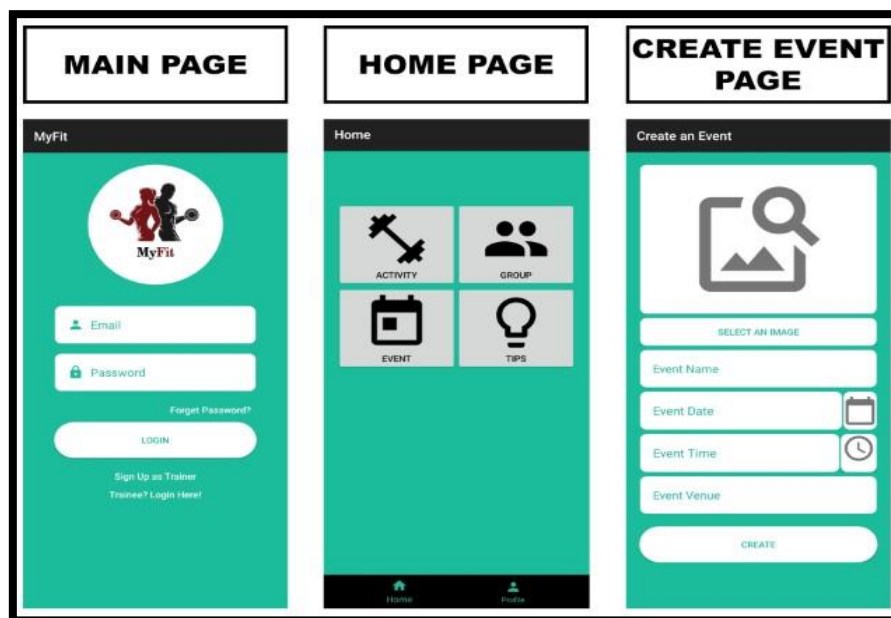 MAIN PAGE
MyFit
MyFit
Email
Password
Forget Password?
LOGIN
Sign Up as Trainer
Trainee? Login Here!
HOME PAGE
Home
ACTIVITY
GROUP
EVENT
TIPS
Home
Profile
CREATE EVENT
PAGE
Create an Event
SELECT AN IMAGE
Event Name
Event Date
Event Time
Event Venue
CREATE